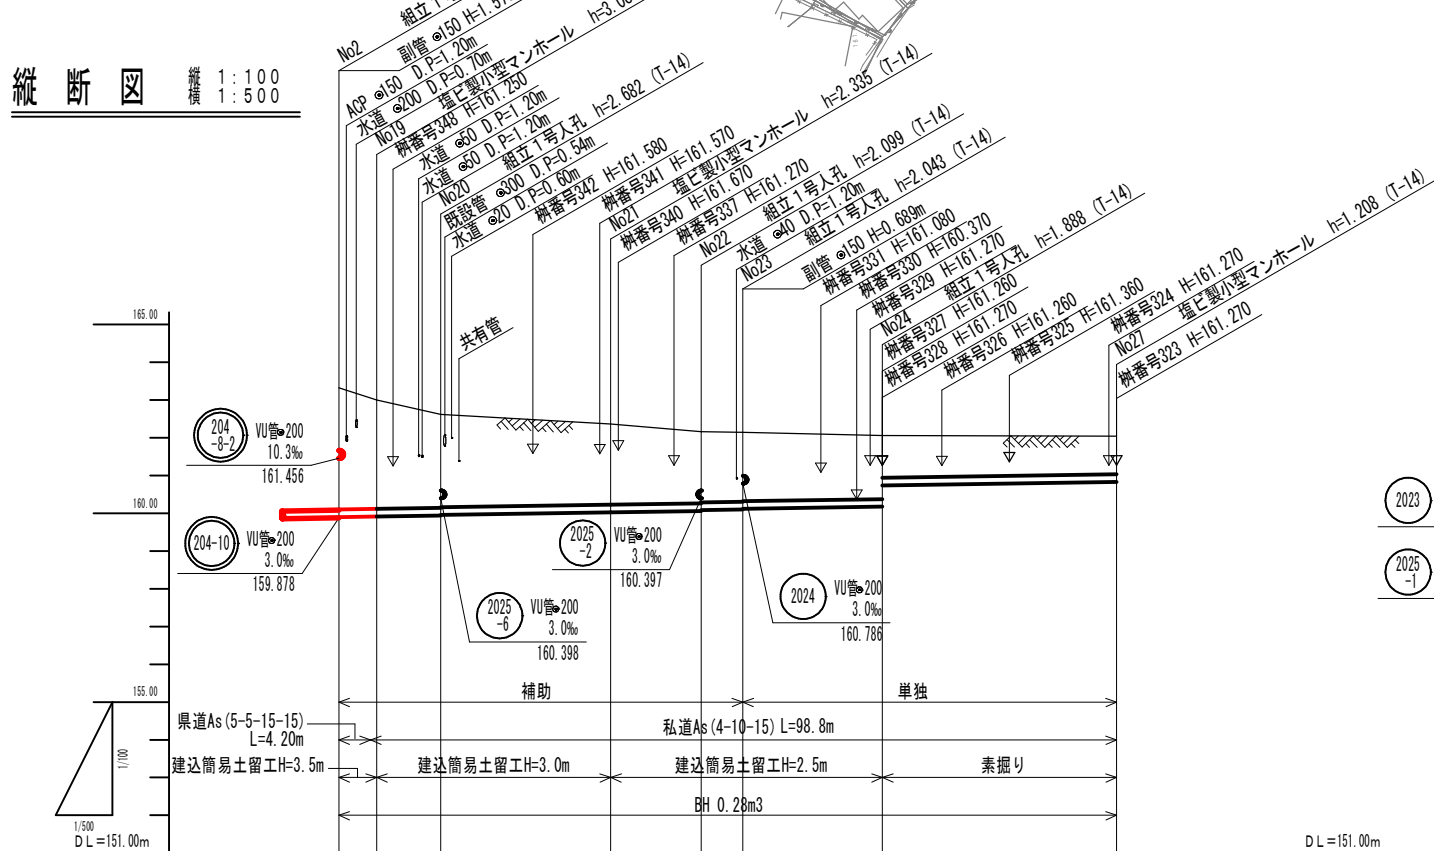 縦 断 図
縦 1:100
横 1:500
No2
組立1
副管 ⦿150 H=1.57
ACP ⦿150 D.P=1.20m
水道 ⦿200 D.P=0.70m
No19 塩ビ製小型マンホール
桝番号348 H=161.250
水道 ⦿50 D.P=1.20m
水道 ⦿50 D.P=1.20m
No20 組立1号人孔 h=2.682 (T-14)
既設管 ⦿300 D.P=0.54m
水道 ⦿20 D.P=0.60m
共有管
桝番号342 H=161.580
桝番号341 H=161.570
No21 塩ビ製小型マンホール h=2.335 (T-14)
桝番号340 H=161.670
桝番号337 H=161.270
No22 組立1号人孔 h=2.099 (T-14)
水道 ⦿40 D.P=1.20m
No23 組立1号人孔 h=2.043 (T-14)
副管 ⦿150 H=0.689m
桝番号331 H=161.080
桝番号330 H=160.370
桝番号329 H=161.270
No24 組立1号人孔 h=1.888 (T-14)
桝番号327 H=161.260
桝番号328 H=161.270
桝番号326 H=161.260
桝番号325 H=161.360
桝番号324 H=161.270
No27 塩ビ製小型マンホール h=1.208 (T-14)
桝番号323 H=161.270
165.00
204
-8-2
VU管⦿200
10.3‰
161.456
160.00
204-10
VU管⦿200
3.0‰
159.878
2025
-2
VU管⦿200
3.0‰
160.397
2023
2025
-1
2025
-6
VU管⦿200
3.0‰
160.398
2024
VU管⦿200
3.0‰
160.786
155.00
補助
単独
県道As(5-5-15-15)
L=4.20m
私道As(4-10-15) L=98.8m
建込簡易土留工H=3.5m
建込簡易土留工H=3.0m
建込簡易土留工H=2.5m
素掘り
BH 0.28m3
1/100
1/500
DL=151.00m
DL=151.00m